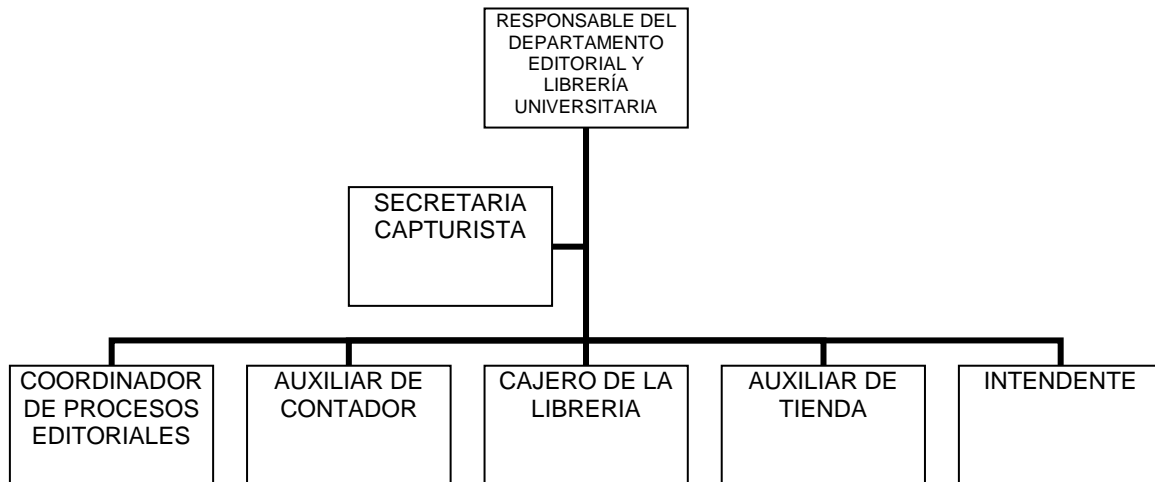 RESPONSABLE DEL
DEPARTAMENTO
EDITORIAL Y
LIBRERÍA
UNIVERSITARIA
SECRETARIA
CAPTURISTA
COORDINADOR
DE PROCESOS
EDITORIALES
AUXILIAR DE
CONTADOR
CAJERO DE LA
LIBRERIA
AUXILIAR DE
TIENDA
INTENDENTE